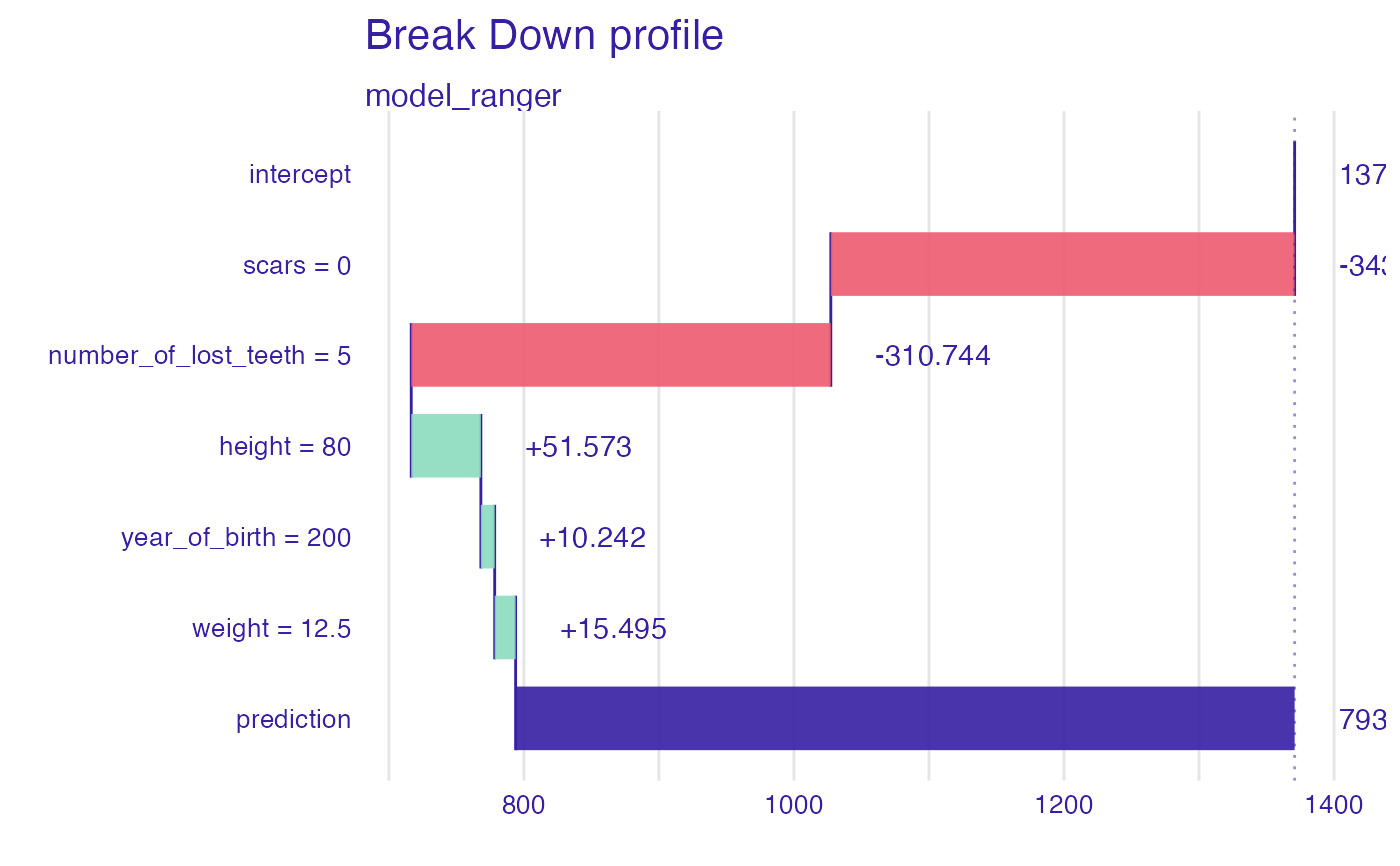 Break Down profile
model_ranger
intercept 137
scars = 0 -343
number_of_lost_teeth = 5 -310.744
height = 80 +51.573
year_of_birth = 200 +10.242
weight = 12.5 +15.495
prediction 793
800 1000 1200 1400